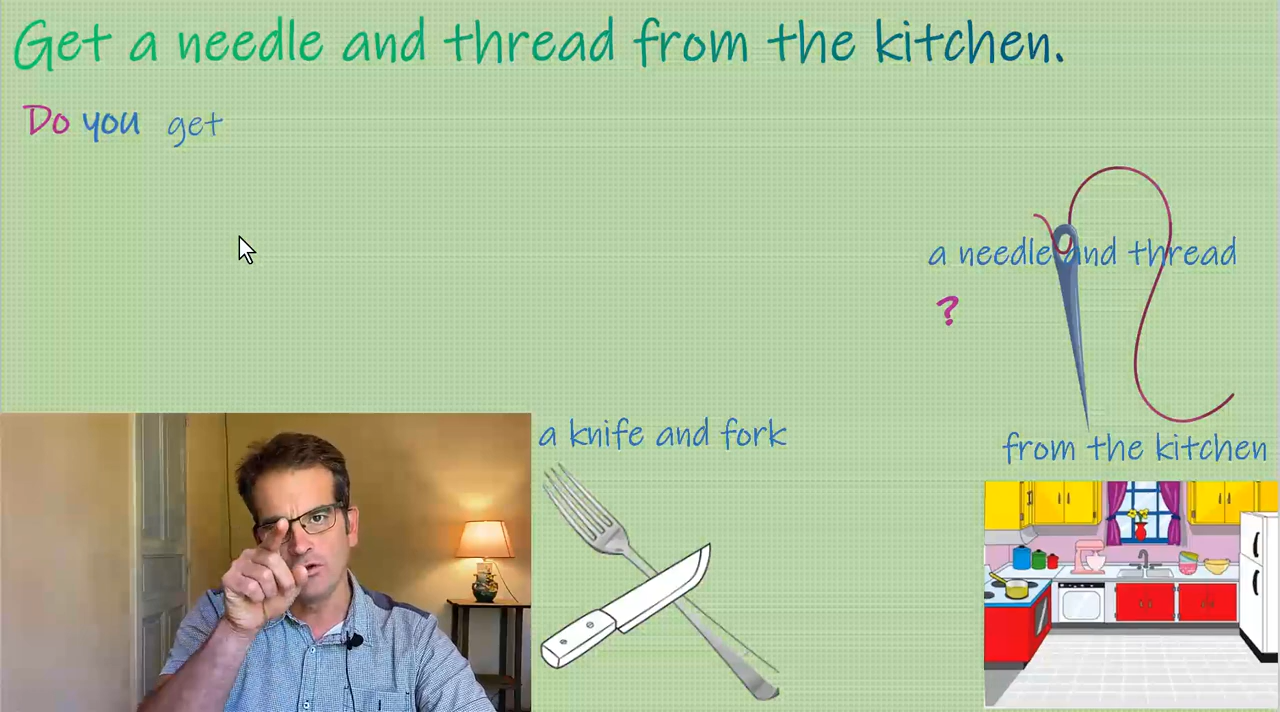 Get a needle and thread from the kitchen.
Do you get
a needle and thread
?
a knife and fork
from the kitchen